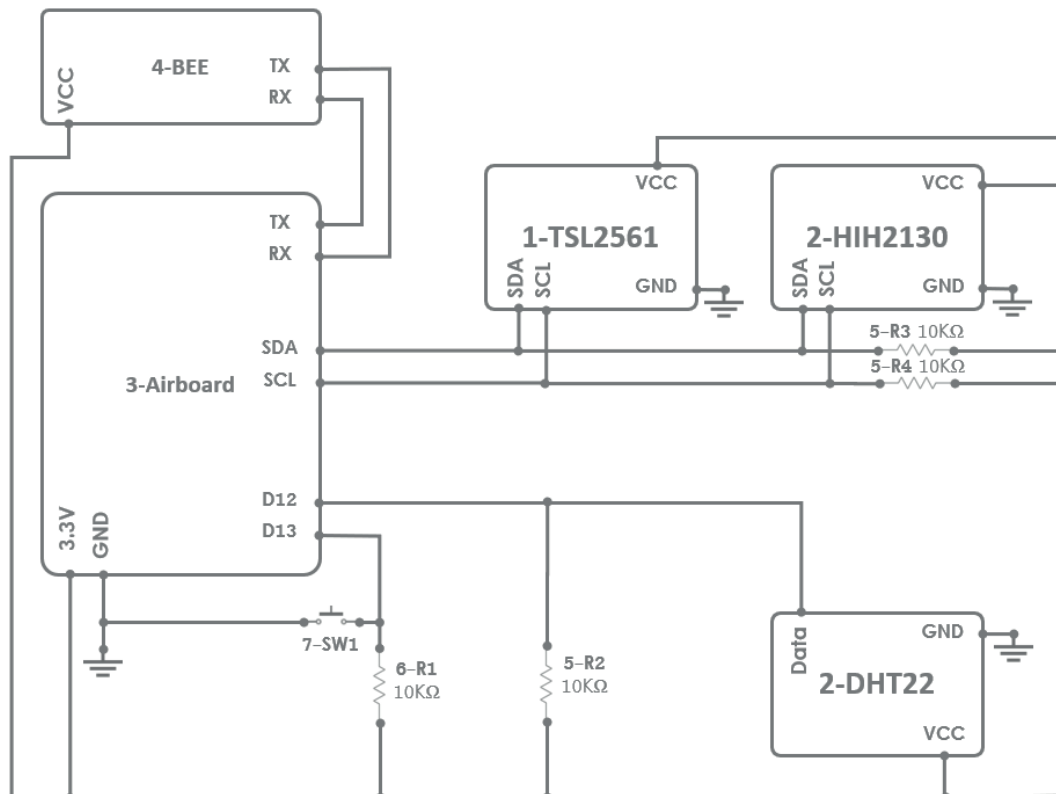 4-BEE
TX
RX
VCC
TX
RX
SDA
3-Airboard
SCL
D12
D13
3.3V
GND
VCC
1-TSL2561
SDA
SCL
GND
VCC
2-HIH2130
SDA
SCL
GND
5-R3 10KΩ
5-R4 10KΩ
7-SW1
6-R1
10KΩ
5-R2
10KΩ
Data
GND
2-DHT22
VCC